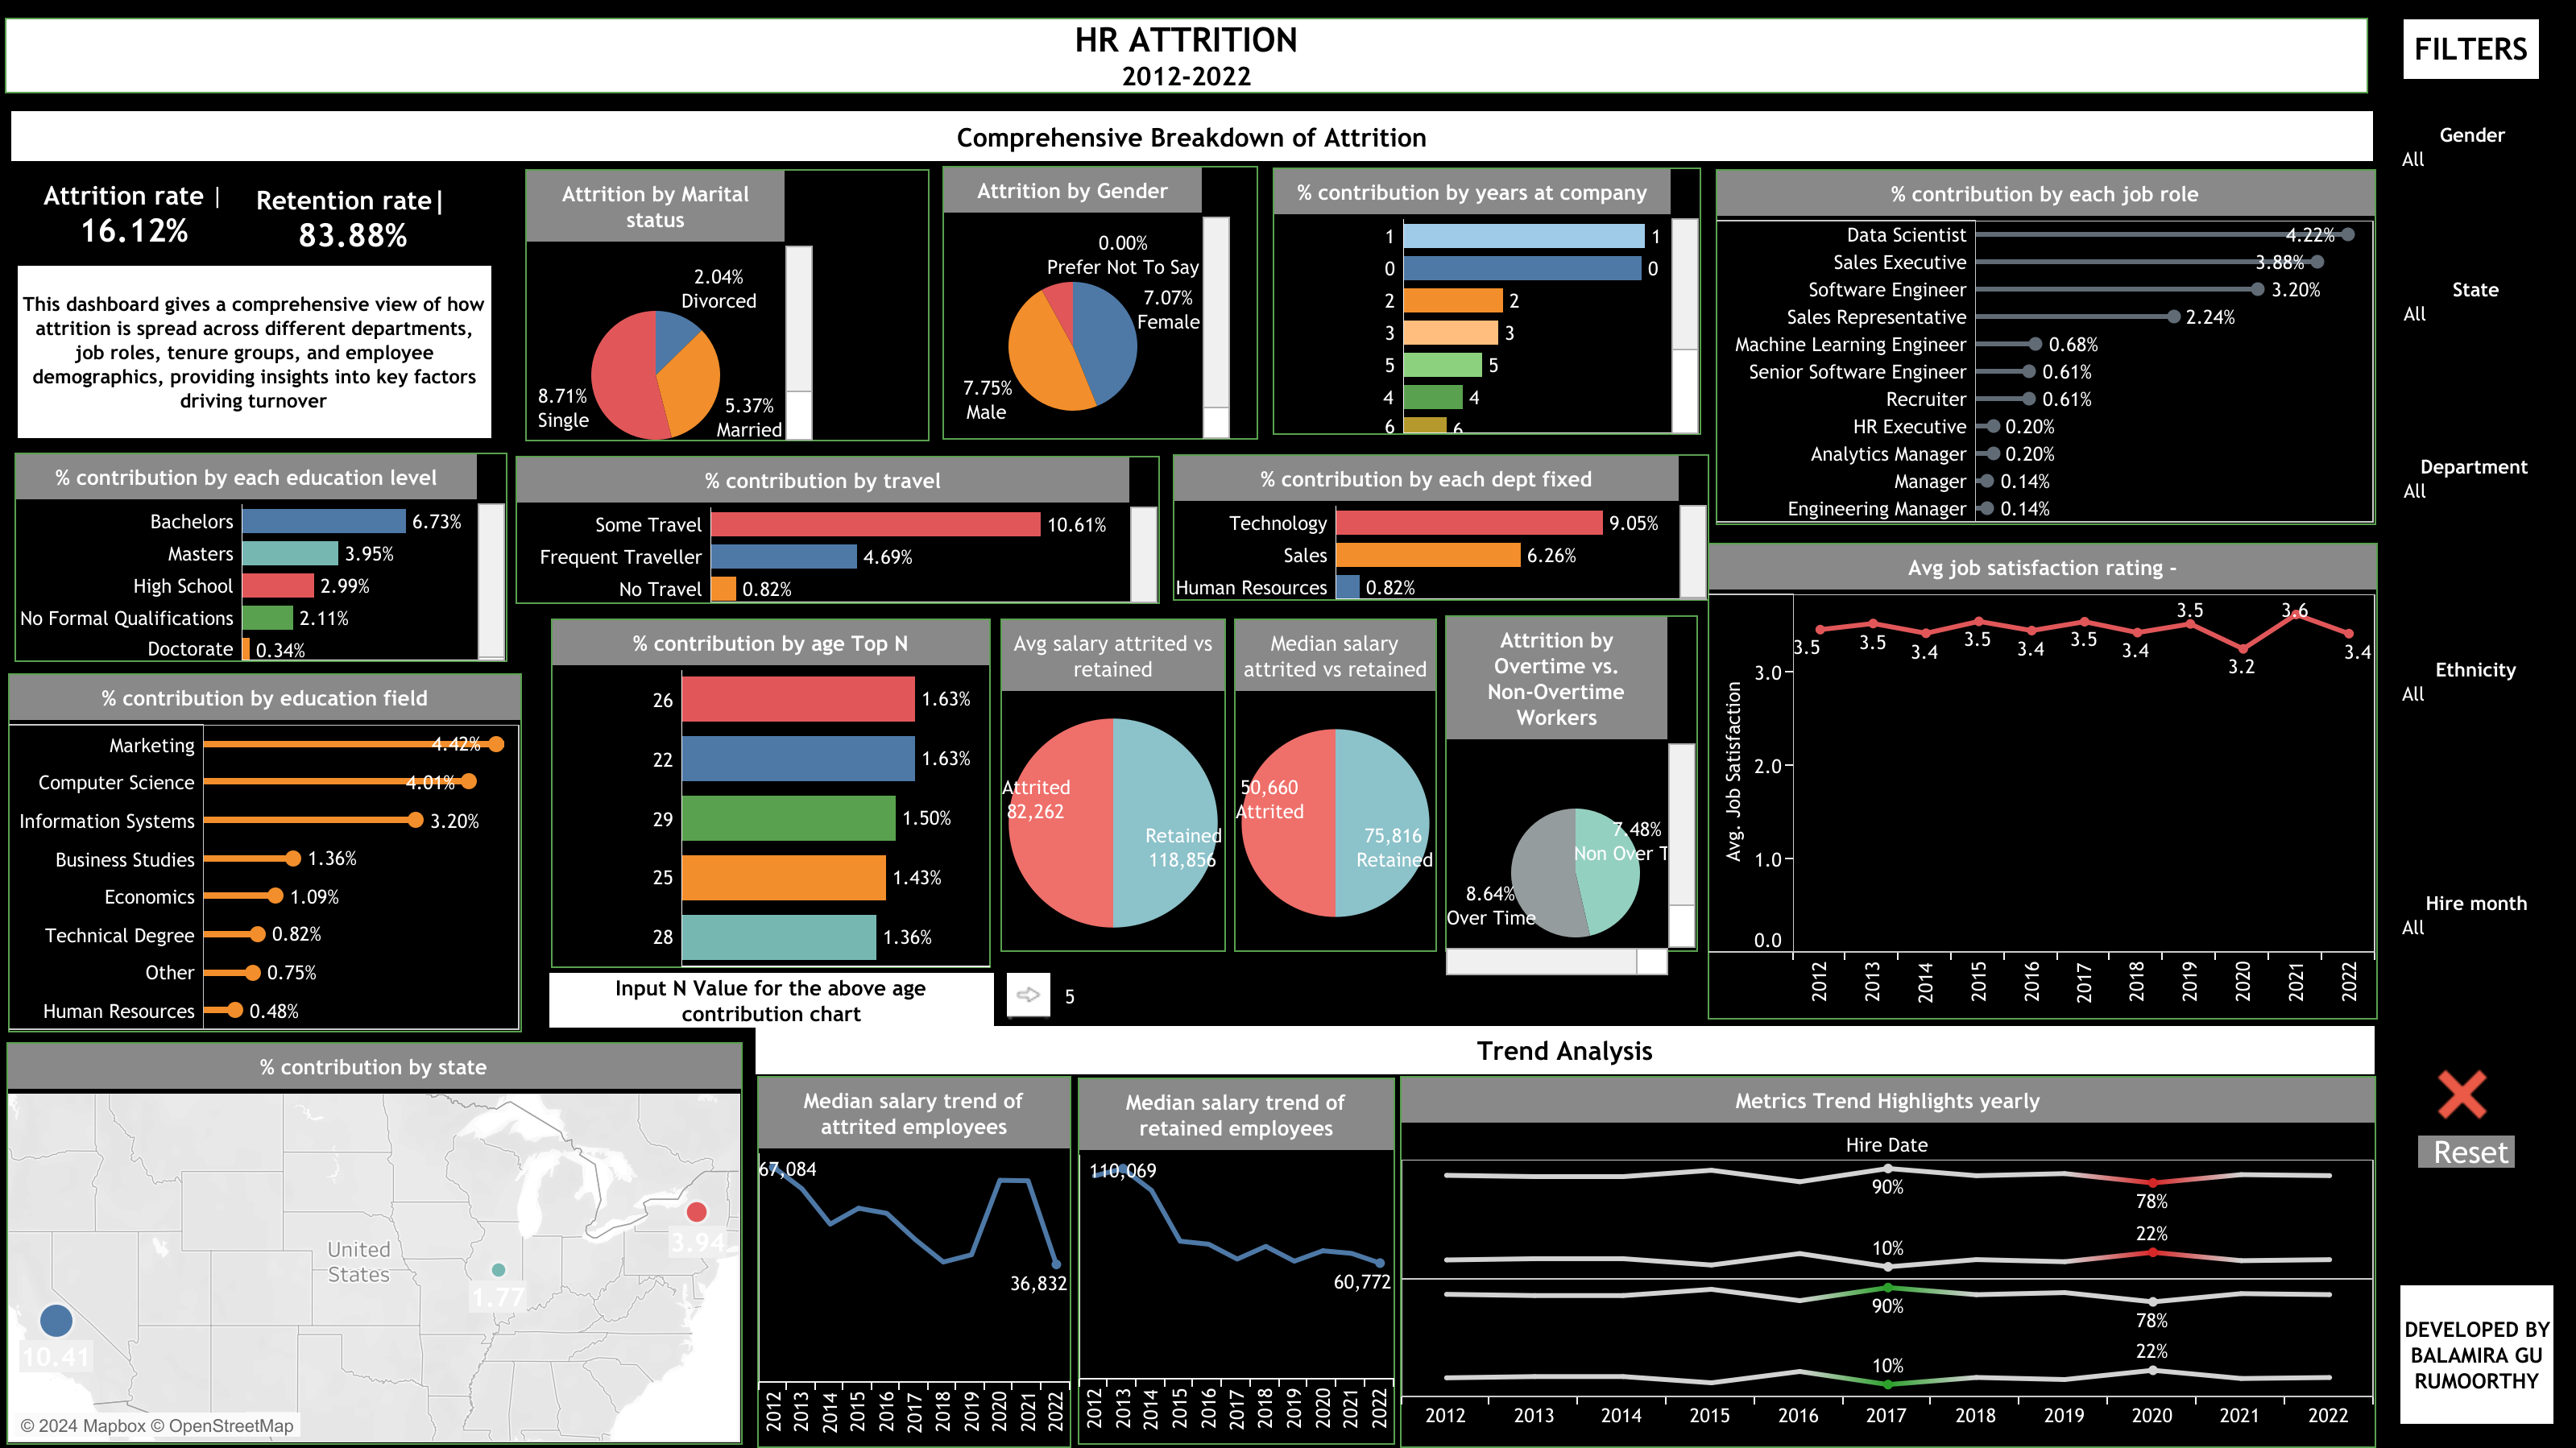 HR ATTRITION
2012-2022
FILTERS
Comprehensive Breakdown of Attrition
Gender
All
State
All
Department
All
Ethnicity
All
Hire month
All
Reset
DEVELOPED BY
BALAMIRA GU
RUMOORTHY
Attrition rate |
16.12%
Retention rate|
83.88%
This dashboard gives a comprehensive view of how
attrition is spread across different departments,
job roles, tenure groups, and employee
demographics, providing insights into key factors
driving turnover
Attrition by Marital
status
2.04%
Divorced
8.71%
Single
5.37%
Married
Attrition by Gender
0.00%
Prefer Not To Say
7.07%
Female
7.75%
Male
% contribution by years at company
1 1
0 0
2 2
3 3
5 5
4 4
6 6
% contribution by each job role
Data Scientist 4.22%
Sales Executive 3.88%
Software Engineer 3.20%
Sales Representative 2.24%
Machine Learning Engineer 0.68%
Senior Software Engineer 0.61%
Recruiter 0.61%
HR Executive 0.20%
Analytics Manager 0.20%
Manager 0.14%
Engineering Manager 0.14%
% contribution by each education level
Bachelors 6.73%
Masters 3.95%
High School 2.99%
No Formal Qualifications 2.11%
Doctorate 0.34%
% contribution by travel
Some Travel 10.61%
Frequent Traveller 4.69%
No Travel 0.82%
% contribution by each dept fixed
Technology 9.05%
Sales 6.26%
Human Resources 0.82%
Avg job satisfaction rating -
Avg. Job Satisfaction
3.0
2.0
1.0
0.0
3.5
3.5
3.4
3.5
3.4
3.5
3.4
3.5
3.2
3.6
3.4
2012 2013 2014 2015 2016 2017 2018 2019 2020 2021 2022
% contribution by education field
Marketing 4.42%
Computer Science 4.01%
Information Systems 3.20%
Business Studies 1.36%
Economics 1.09%
Technical Degree 0.82%
Other 0.75%
Human Resources 0.48%
% contribution by age Top N
26 1.63%
22 1.63%
29 1.50%
25 1.43%
28 1.36%
Input N Value for the above age
contribution chart
5
Avg salary attrited vs
retained
Attrited
82,262
Retained
118,856
Median salary
attrited vs retained
50,660
Attrited
75,816
Retained
Attrition by
Overtime vs.
Non-Overtime
Workers
7.48%
Non Over T
8.64%
Over Time
% contribution by state
United
States
3.94
1.77
10.41
© 2024 Mapbox © OpenStreetMap
Trend Analysis
Median salary trend of
attrited employees
67,084
36,832
2012 2013 2014 2015 2016 2017 2018 2019 2020 2021 2022
Median salary trend of
retained employees
110,069
60,772
2012 2013 2014 2015 2016 2017 2018 2019 2020 2021 2022
Metrics Trend Highlights yearly
Hire Date
90%
78%
22%
10%
90%
78%
22%
10%
2012 2013 2014 2015 2016 2017 2018 2019 2020 2021 2022